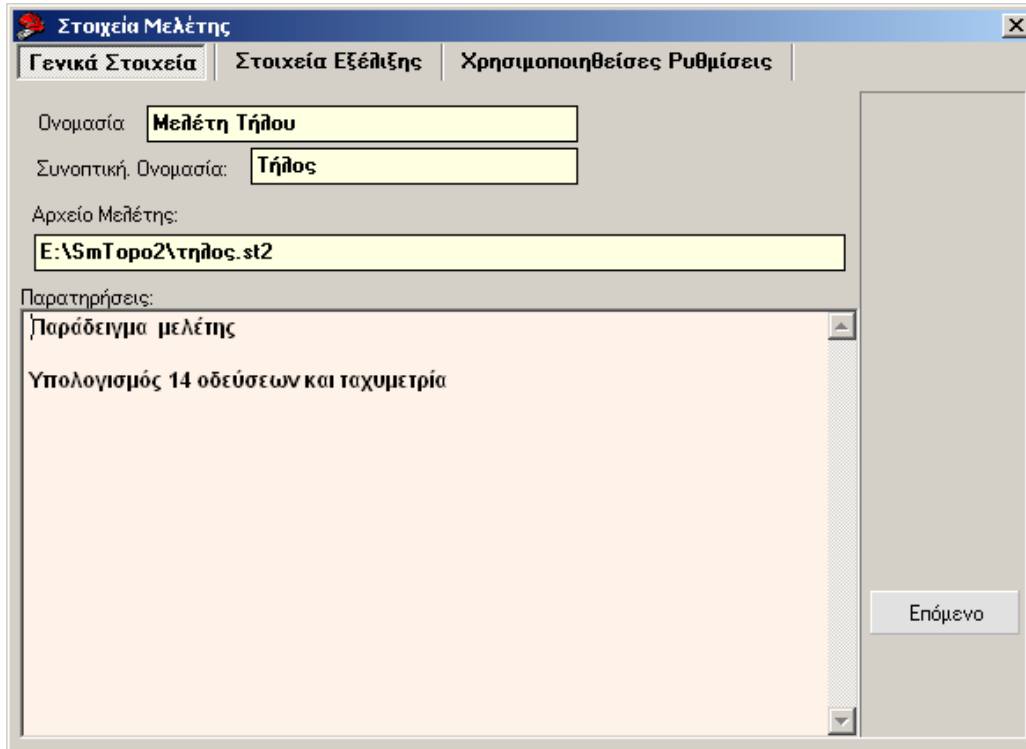 Στοιχεία Μελέτης
Γενικά Στοιχεία Στοιχεία Εξέλιξης Χρησιμοποιηθείσες Ρυθμίσεις
Ονομασία Μελέτη Τήλου
Συνοπτική. Ονομασία: Τήλος
Αρχείο Μελέτης:
E:\SmTopo2\τηλος.st2
Παρατηρήσεις:
Παράδειγμα μελέτης
Υπολογισμός 14 οδεύσεων και ταχυμετρία
Επόμενο